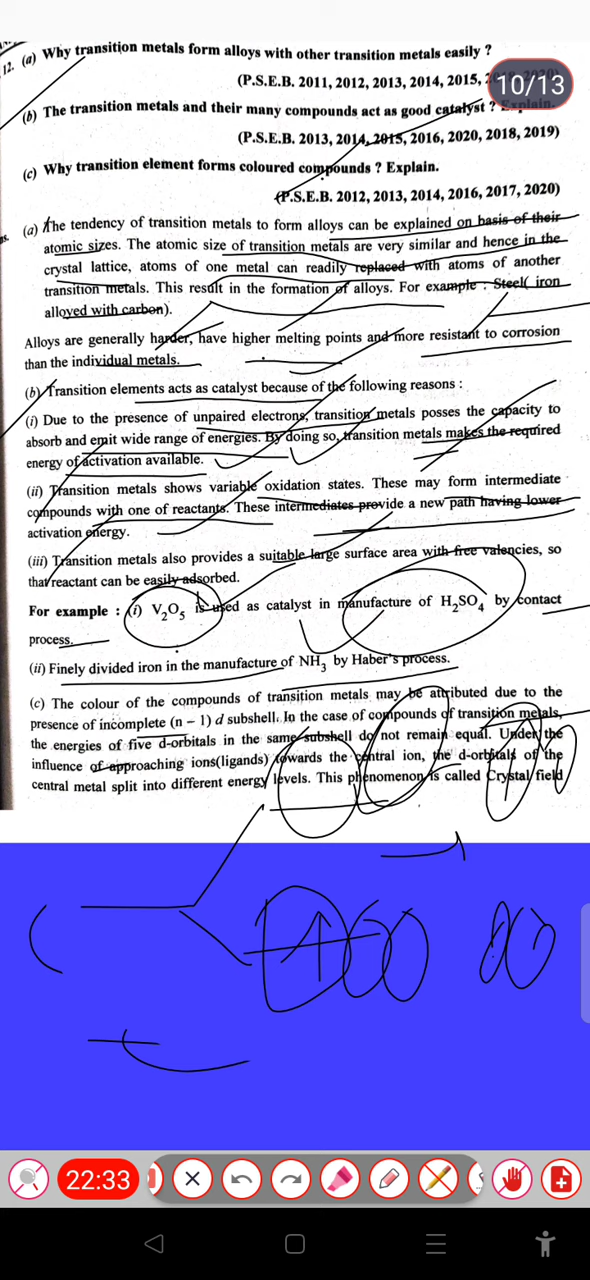 12. (a) Why transition metals form alloys with other transition metals easily ?
(P.S.E.B. 2011, 2012, 2013, 2014, 2015,
10/13
(b) The transition metals and their many compounds act as good catalyst ? Explain.
(P.S.E.B. 2013, 2014, 2015, 2016, 2020, 2018, 2019)
(c) Why transition element forms coloured compounds ? Explain.
(P.S.E.B. 2012, 2013, 2014, 2016, 2017, 2020)
(a) The tendency of transition metals to form alloys can be explained on basis of their
atomic sizes. The atomic size of transition metals are very similar and hence in the
crystal lattice, atoms of one metal can readily replaced with atoms of another
transition metals. This result in the formation of alloys. For example : Steel( iron
alloyed with carbon).
Alloys are generally harder, have higher melting points and more resistant to corrosion
than the individual metals.
(b) Transition elements acts as catalyst because of the following reasons :
(i) Due to the presence of unpaired electrons, transition metals posses the capacity to
absorb and emit wide range of energies. By doing so, transition metals makes the required
energy of activation available.
(ii) Transition metals shows variable oxidation states. These may form intermediate
compounds with one of reactants. These intermediates provide a new path having lower
activation energy.
(iii) Transition metals also provides a suitable large surface area with free valencies, so
that reactant can be easily adsorbed.
For example : (i) V₂O₅ is used as catalyst in manufacture of H₂SO₄ by contact
process.
(ii) Finely divided iron in the manufacture of NH₃ by Haber's process.
(c) The colour of the compounds of transition metals may be attributed due to the
presence of incomplete (n – 1) d subshell. In the case of compounds of transition metals,
the energies of five d-orbitals in the same subshell do not remain equal. Under the
influence of approaching ions(ligands) towards the central ion, the d-orbitals of the
central metal split into different energy levels. This phenomenon is called Crystal field
22:33